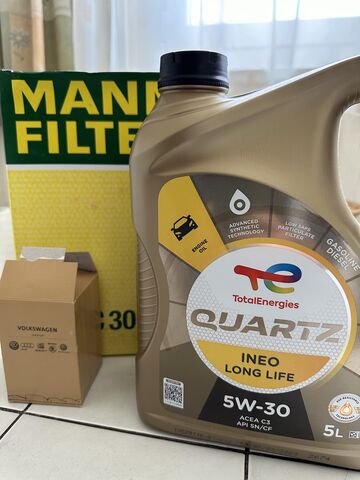 MANN
FILTER
C 30
VOLKSWAGEN
ENGINE
OIL
ADVANCED
SYNTHETIC
TECHNOLOGY
LOW SAPS
PARTICULATE
FILTER
GASOLINE
DIESEL
TotalEnergies
QUARTZ
INEO
LONG LIFE
5W-30
ACEA C3
API SN/CF
5L